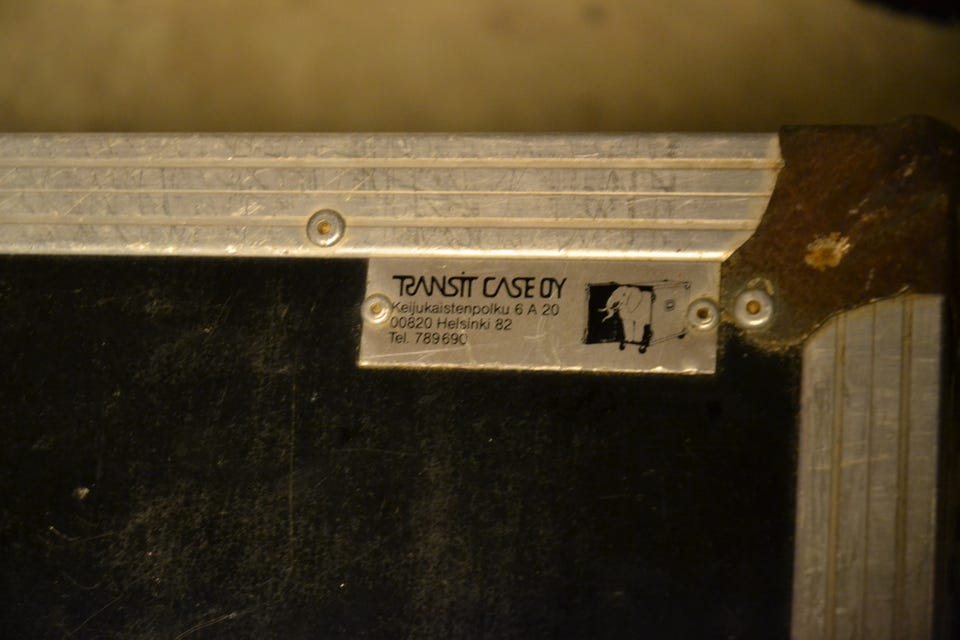 TRANSIT CASE OY
Keijukaistenpolku 6 A 20
00820 Helsinki 82
Tel. 789690